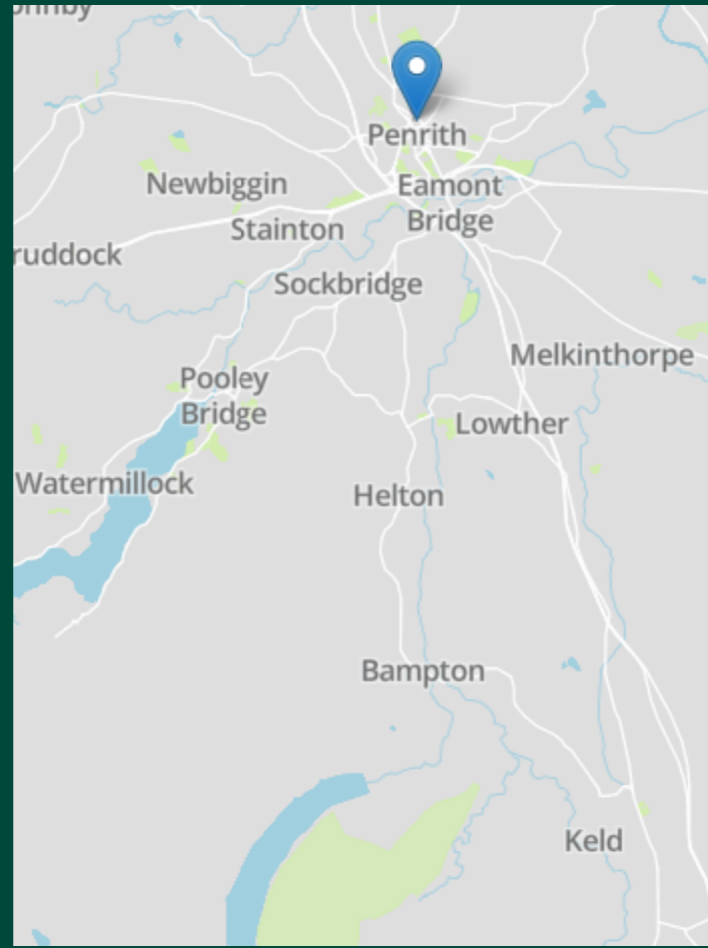 Penrith
Newbiggin
Eamont
Bridge
Stainton
ruddock
Sockbridge
Melkinthorpe
Pooley
Bridge
Lowther
Watermillock
Helton
Bampton
Keld